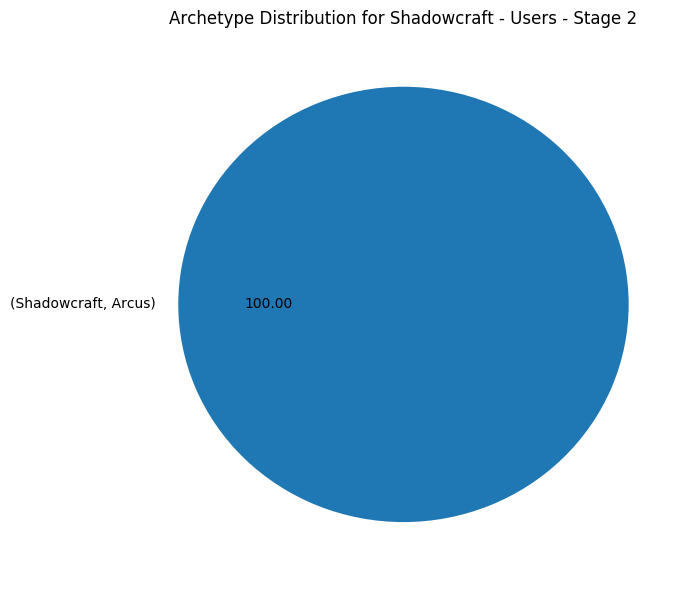 Archetype Distribution for Shadowcraft - Users - Stage 2
(Shadowcraft, Arcus)
100.00